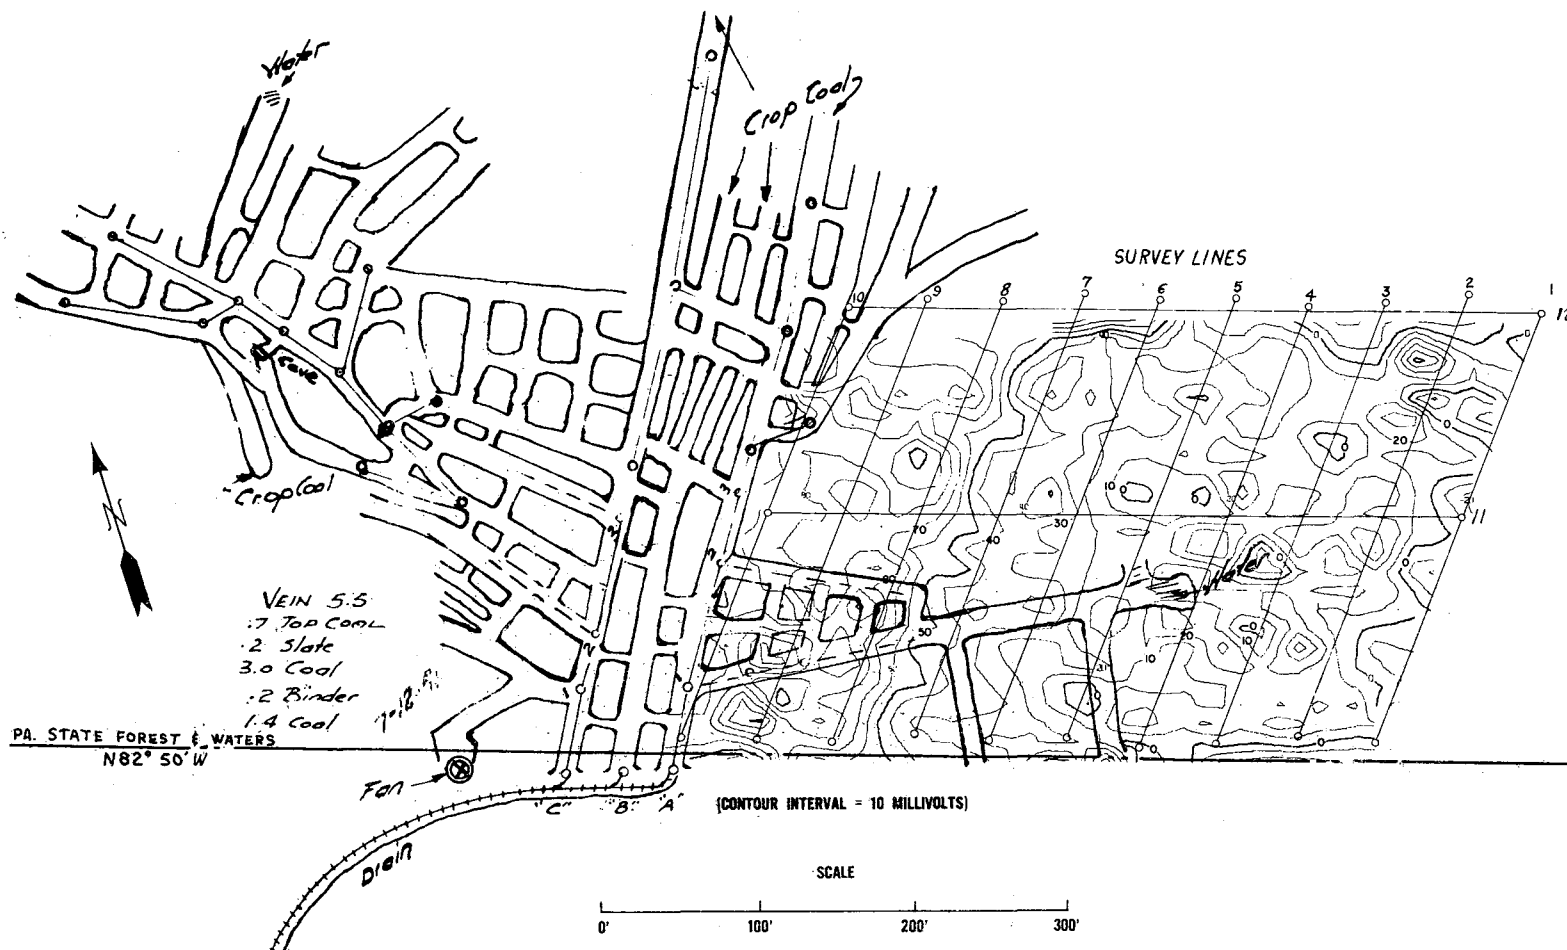 Water
Crop Coal
SURVEY LINES
10
9
8
7
6
5
4
3
2
1
Cave
Crop Coal
20
10
11
40
30
70
40
Water
VEIN 5.5
.7 TOP COAL
.2 Slate
3.0 Coal
.2 Binder
1.4 Coal
50
10
10
PA. STATE FOREST & WATERS
N82° 50' W
Fan
"C" "B" "A"
(CONTOUR INTERVAL = 10 MILLIVOLTS)
Drain
SCALE
0' 100' 200' 300'